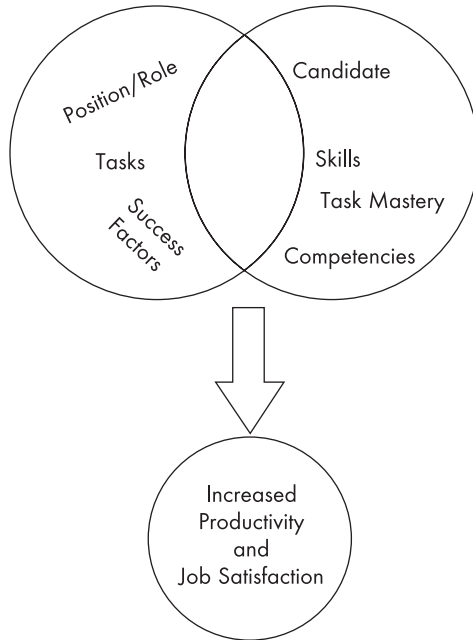 Position/Role
Tasks
Success
Factors
Candidate
Skills
Task Mastery
Competencies
Increased
Productivity
and
Job Satisfaction